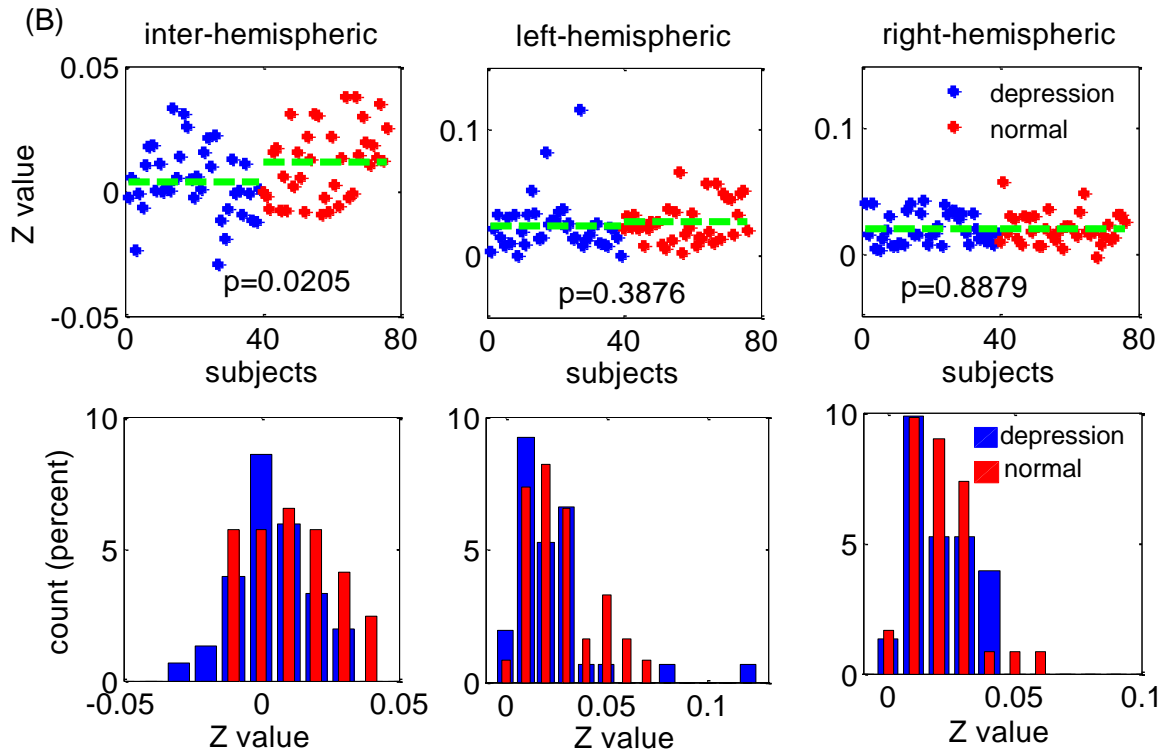 (B)
inter-hemispheric
left-hemispheric
right-hemispheric
Z value
0.05
0
-0.05
p=0.0205
0 40 80
subjects
0.1
0
p=0.3876
0 40 80
subjects
0.1
0
depression
normal
p=0.8879
0 40 80
subjects
count (percent)
10
5
0
-0.05 0 0.05
Z value
10
5
0
0 0.05 0.1
Z value
10
5
0
depression
normal
0 0.05 0.1
Z value